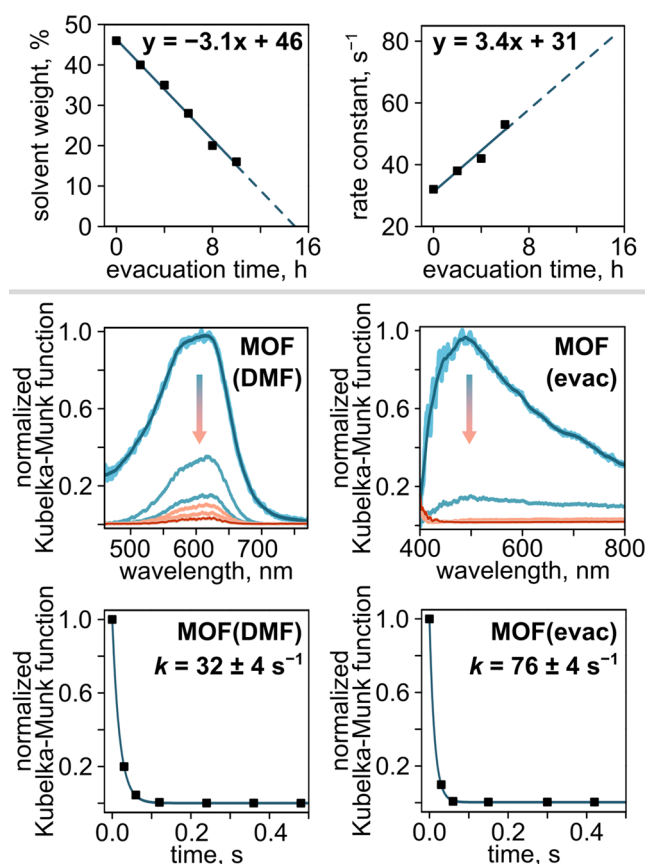 y = −3.1x + 46
solvent weight, %
50
40
30
20
10
0
0
8
16
evacuation time, h
y = 3.4x + 31
rate constant, s⁻¹
80
60
40
20
0
8
16
evacuation time, h
MOF
(DMF)
normalized
Kubelka-Munk function
1.0
0.6
0.2
500
600
700
wavelength, nm
MOF
(evac)
normalized
Kubelka-Munk function
1.0
0.6
0.2
400
600
800
wavelength, nm
MOF(DMF)
k = 32 ± 4 s⁻¹
normalized
Kubelka-Munk function
1.0
0.6
0.2
0.0
0.2
0.4
time, s
MOF(evac)
k = 76 ± 4 s⁻¹
normalized
Kubelka-Munk function
1.0
0.6
0.2
0.0
0.2
0.4
time, s